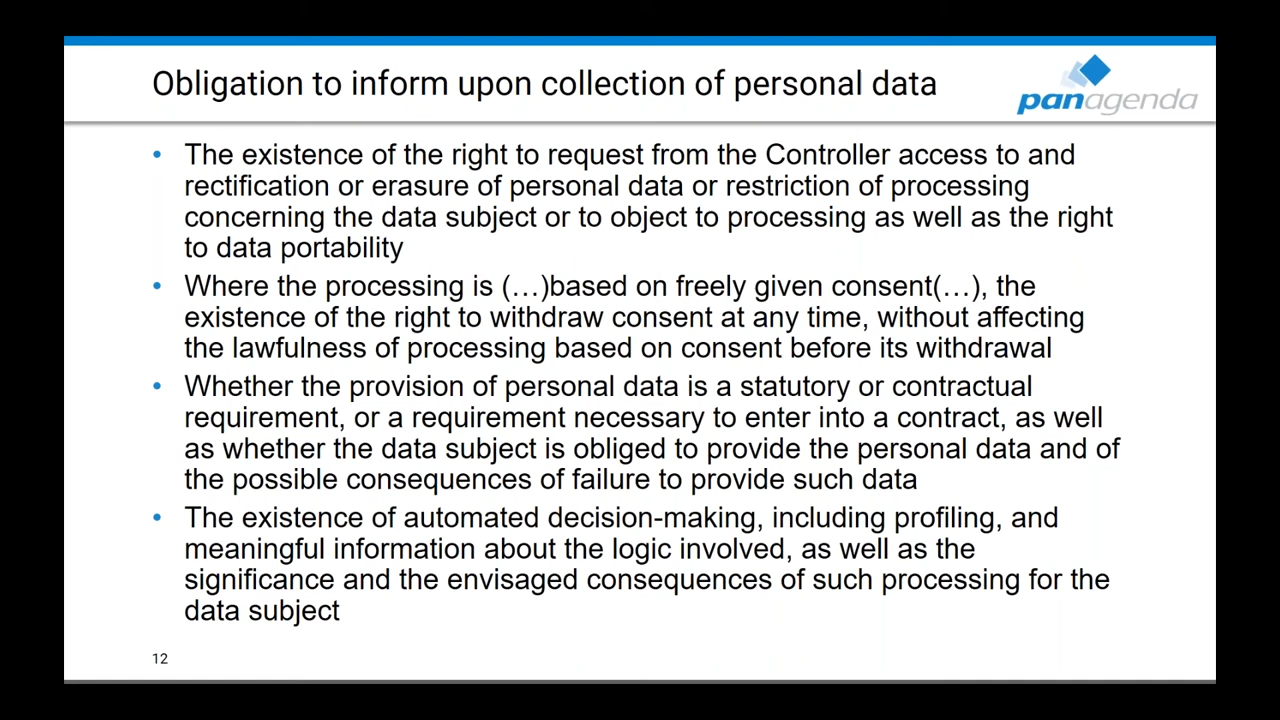 Obligation to inform upon collection of personal data
panagenda
• The existence of the right to request from the Controller access to and
rectification or erasure of personal data or restriction of processing
concerning the data subject or to object to processing as well as the right
to data portability
• Where the processing is (…)based on freely given consent(…), the
existence of the right to withdraw consent at any time, without affecting
the lawfulness of processing based on consent before its withdrawal
• Whether the provision of personal data is a statutory or contractual
requirement, or a requirement necessary to enter into a contract, as well
as whether the data subject is obliged to provide the personal data and of
the possible consequences of failure to provide such data
• The existence of automated decision-making, including profiling, and
meaningful information about the logic involved, as well as the
significance and the envisaged consequences of such processing for the
data subject
12